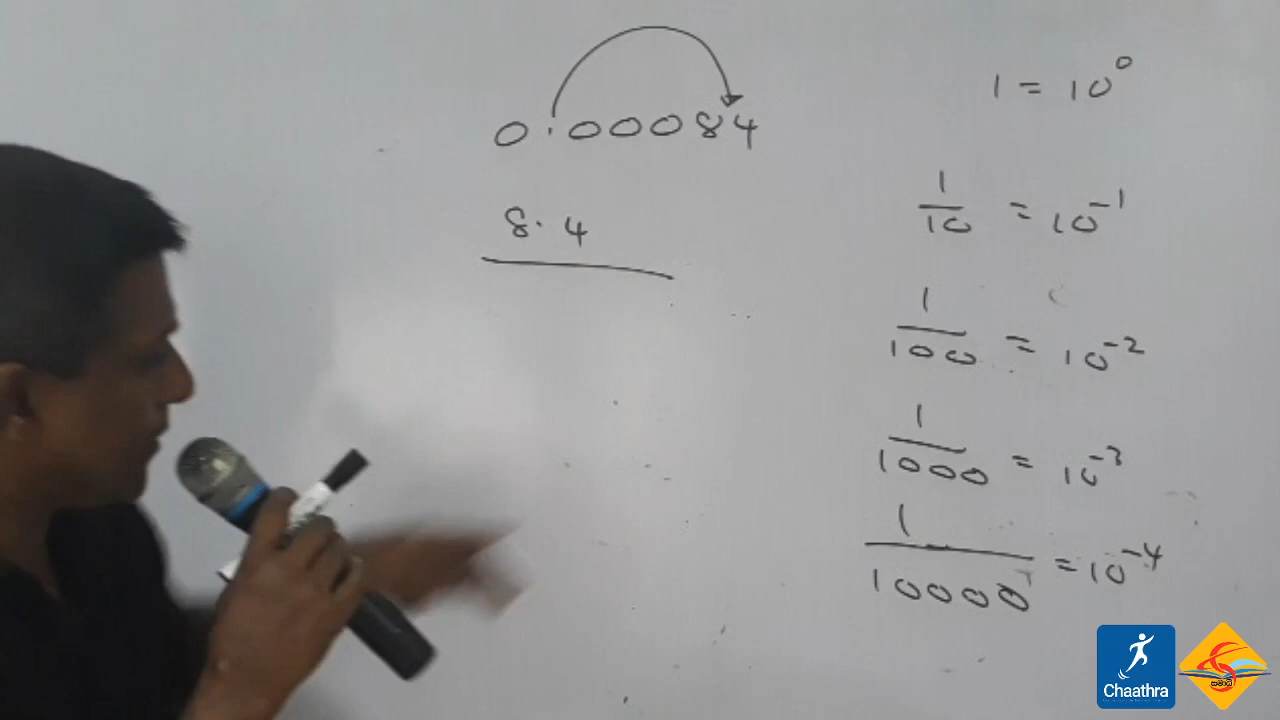 0.00084
8.4
1 = 10⁰
1/10 = 10⁻¹
1/100 = 10⁻²
1/1000 = 10⁻³
1/10000 = 10⁻⁴
Chaathra